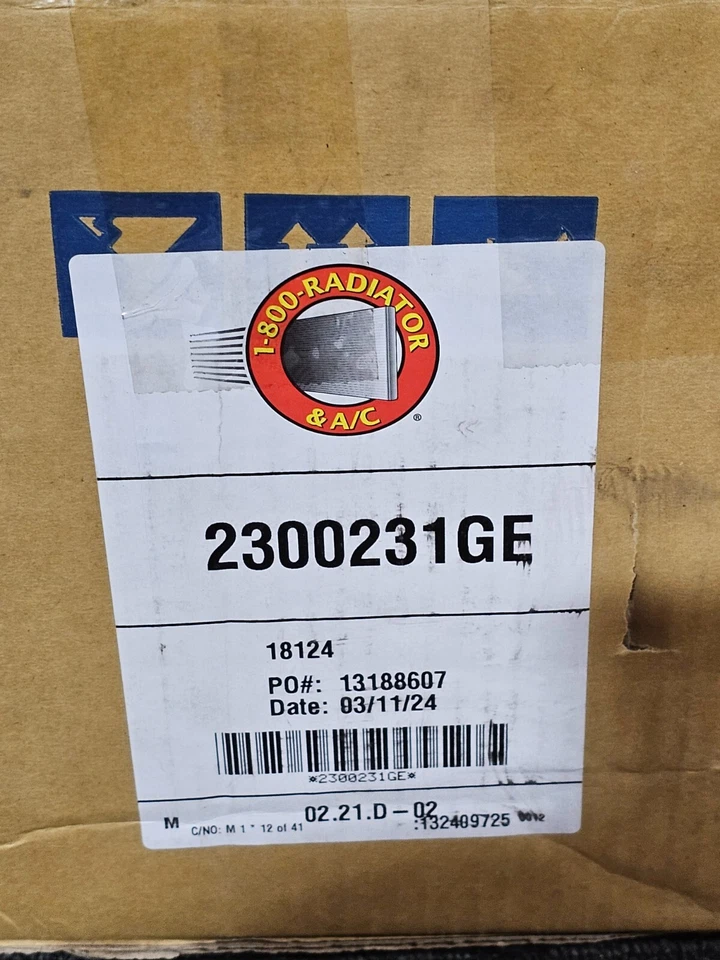 1-800-RADIATOR
& A/C
®
2300231GE
18124
PO#: 13188607
Date: 03/11/24
*2300231GE*
M C/NO: M 1 * 12 of 41 02.21.D-02 :132409725 0012